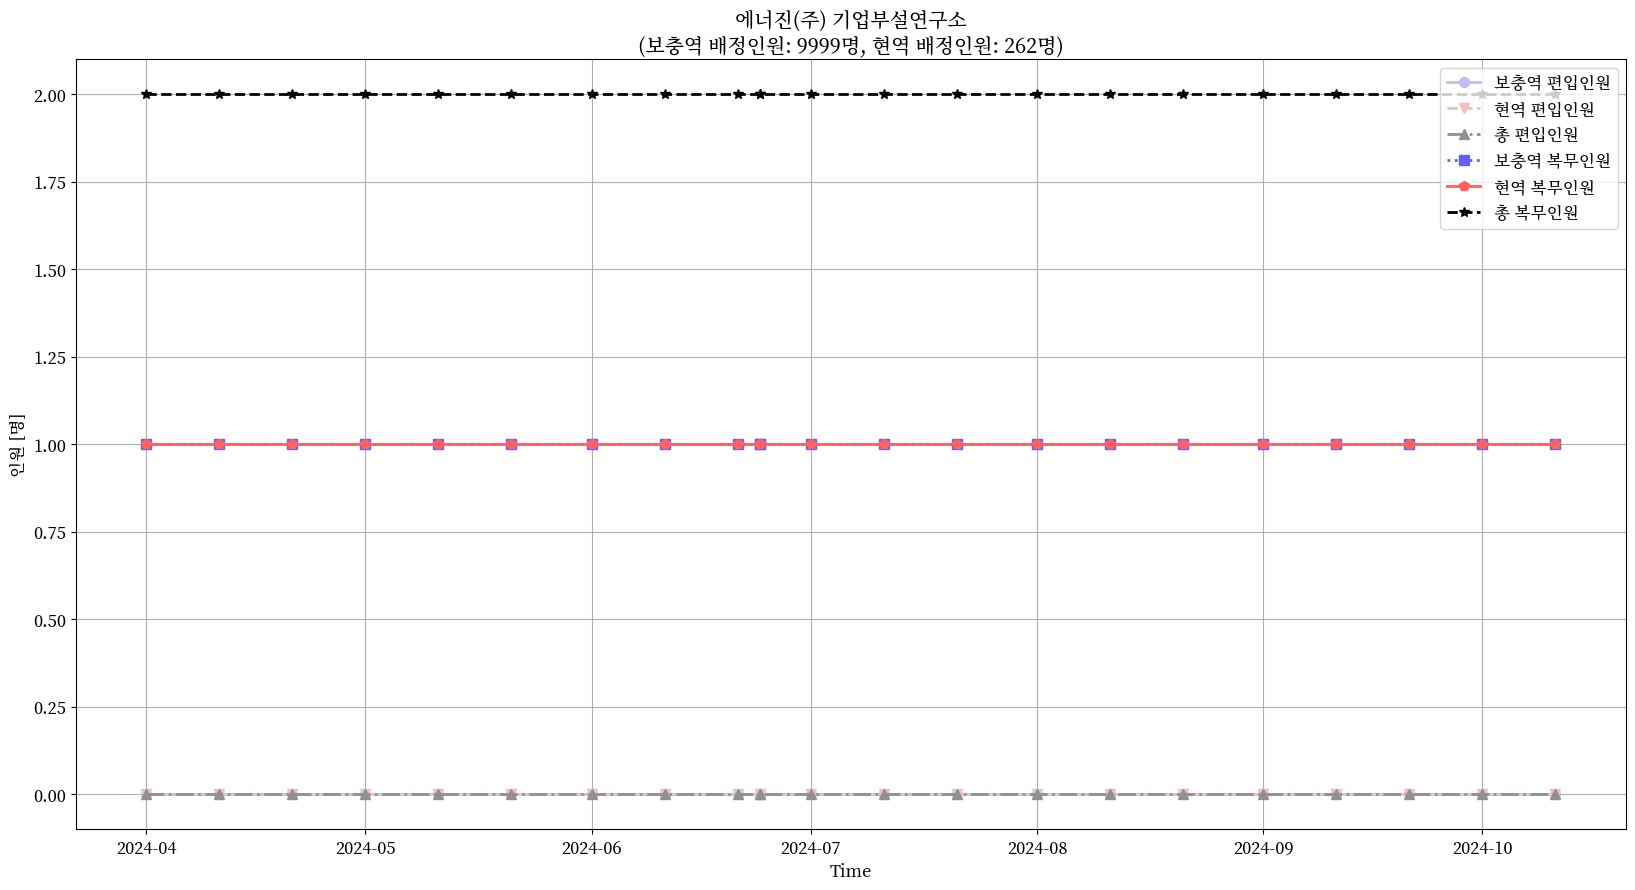 에너진(주) 기업부설연구소
(보충역 배정인원: 9999명, 현역 배정인원: 262명)
보충역 편입인원
현역 편입인원
총 편입인원
보충역 복무인원
현역 복무인원
총 복무인원
인원 [명]
2.00
1.75
1.50
1.25
1.00
0.75
0.50
0.25
0.00
2024-04 2024-05 2024-06 2024-07 2024-08 2024-09 2024-10
Time